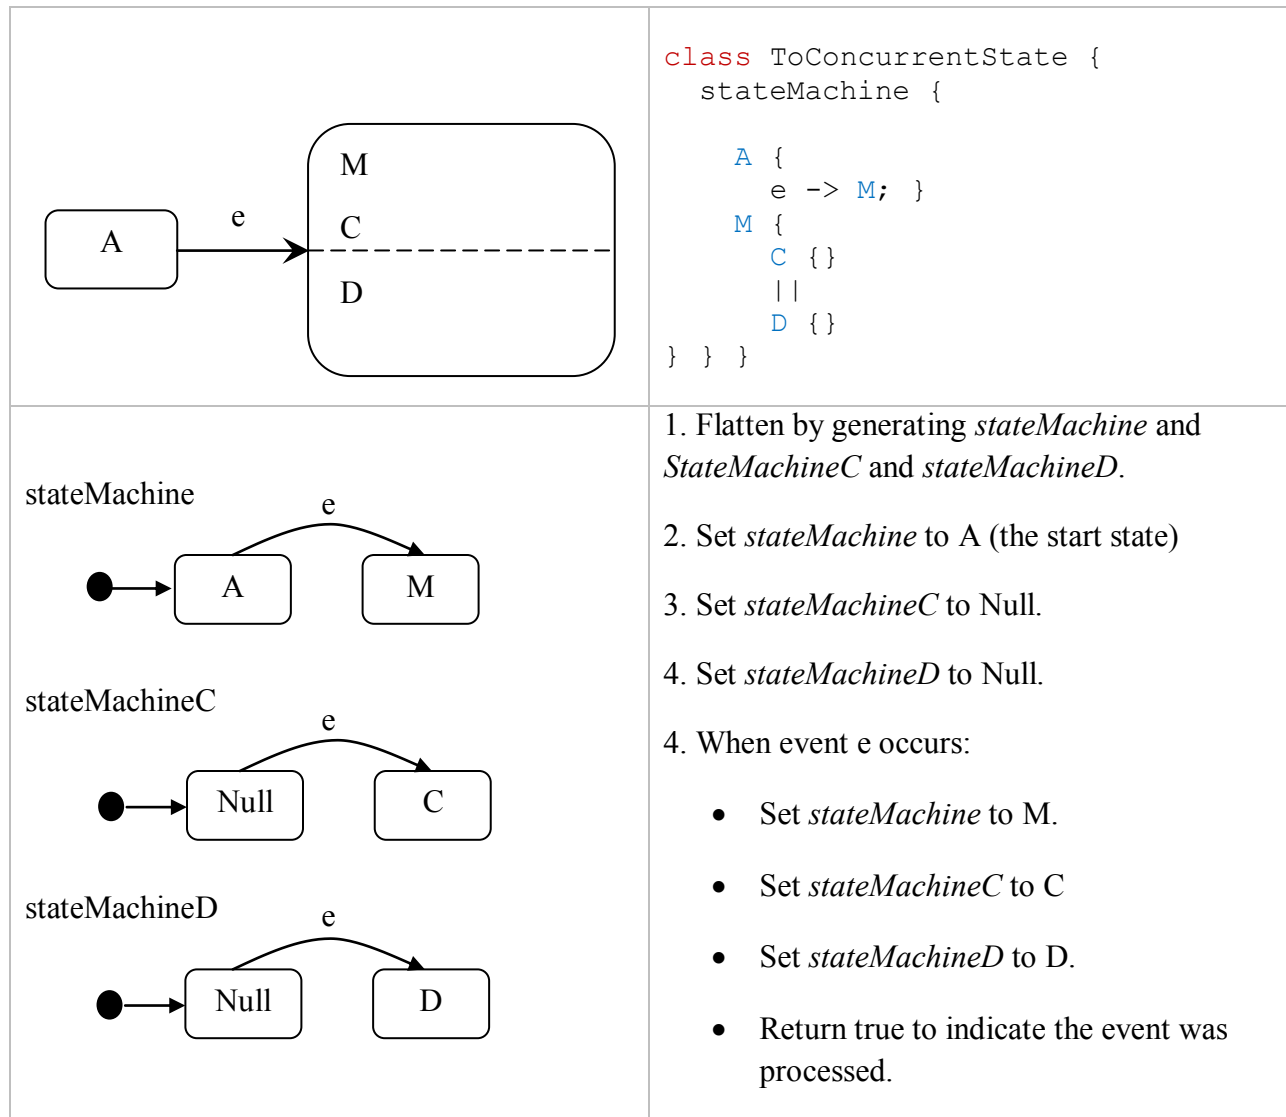 M
C
D
A
e
class ToConcurrentState {
stateMachine {
A {
e -> M; }
M {
C {}
||
D {}
} } }
stateMachine
e
A
M
stateMachineC
e
Null
C
stateMachineD
e
Null
D
1. Flatten by generating stateMachine and
StateMachineC and stateMachineD.
2. Set stateMachine to A (the start state)
3. Set stateMachineC to Null.
4. Set stateMachineD to Null.
4. When event e occurs:
• Set stateMachine to M.
• Set stateMachineC to C
• Set stateMachineD to D.
• Return true to indicate the event was
processed.